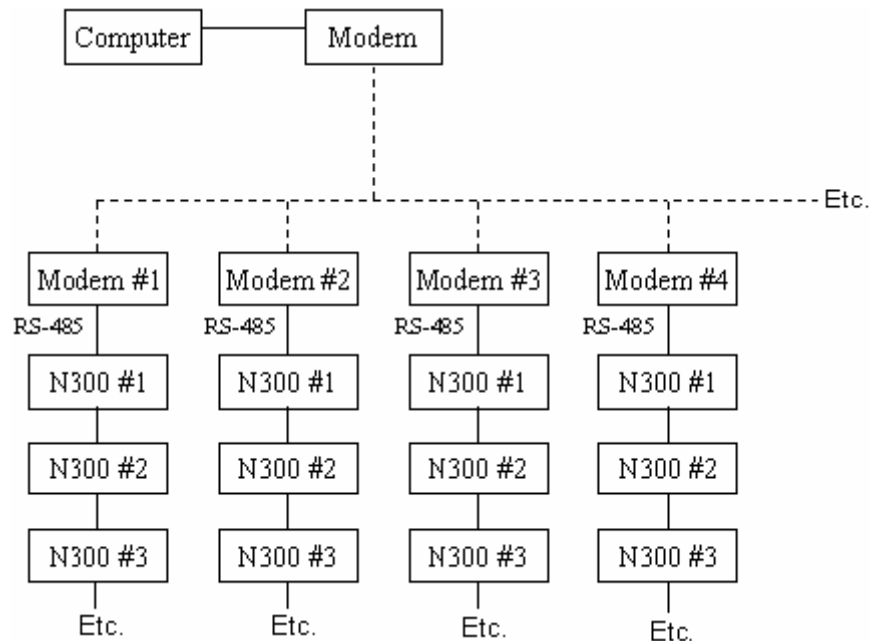 Computer Modem
Etc.
Modem #1 Modem #2 Modem #3 Modem #4
RS-485 RS-485 RS-485 RS-485
N300 #1 N300 #1 N300 #1 N300 #1
N300 #2 N300 #2 N300 #2 N300 #2
N300 #3 N300 #3 N300 #3 N300 #3
Etc. Etc. Etc. Etc.